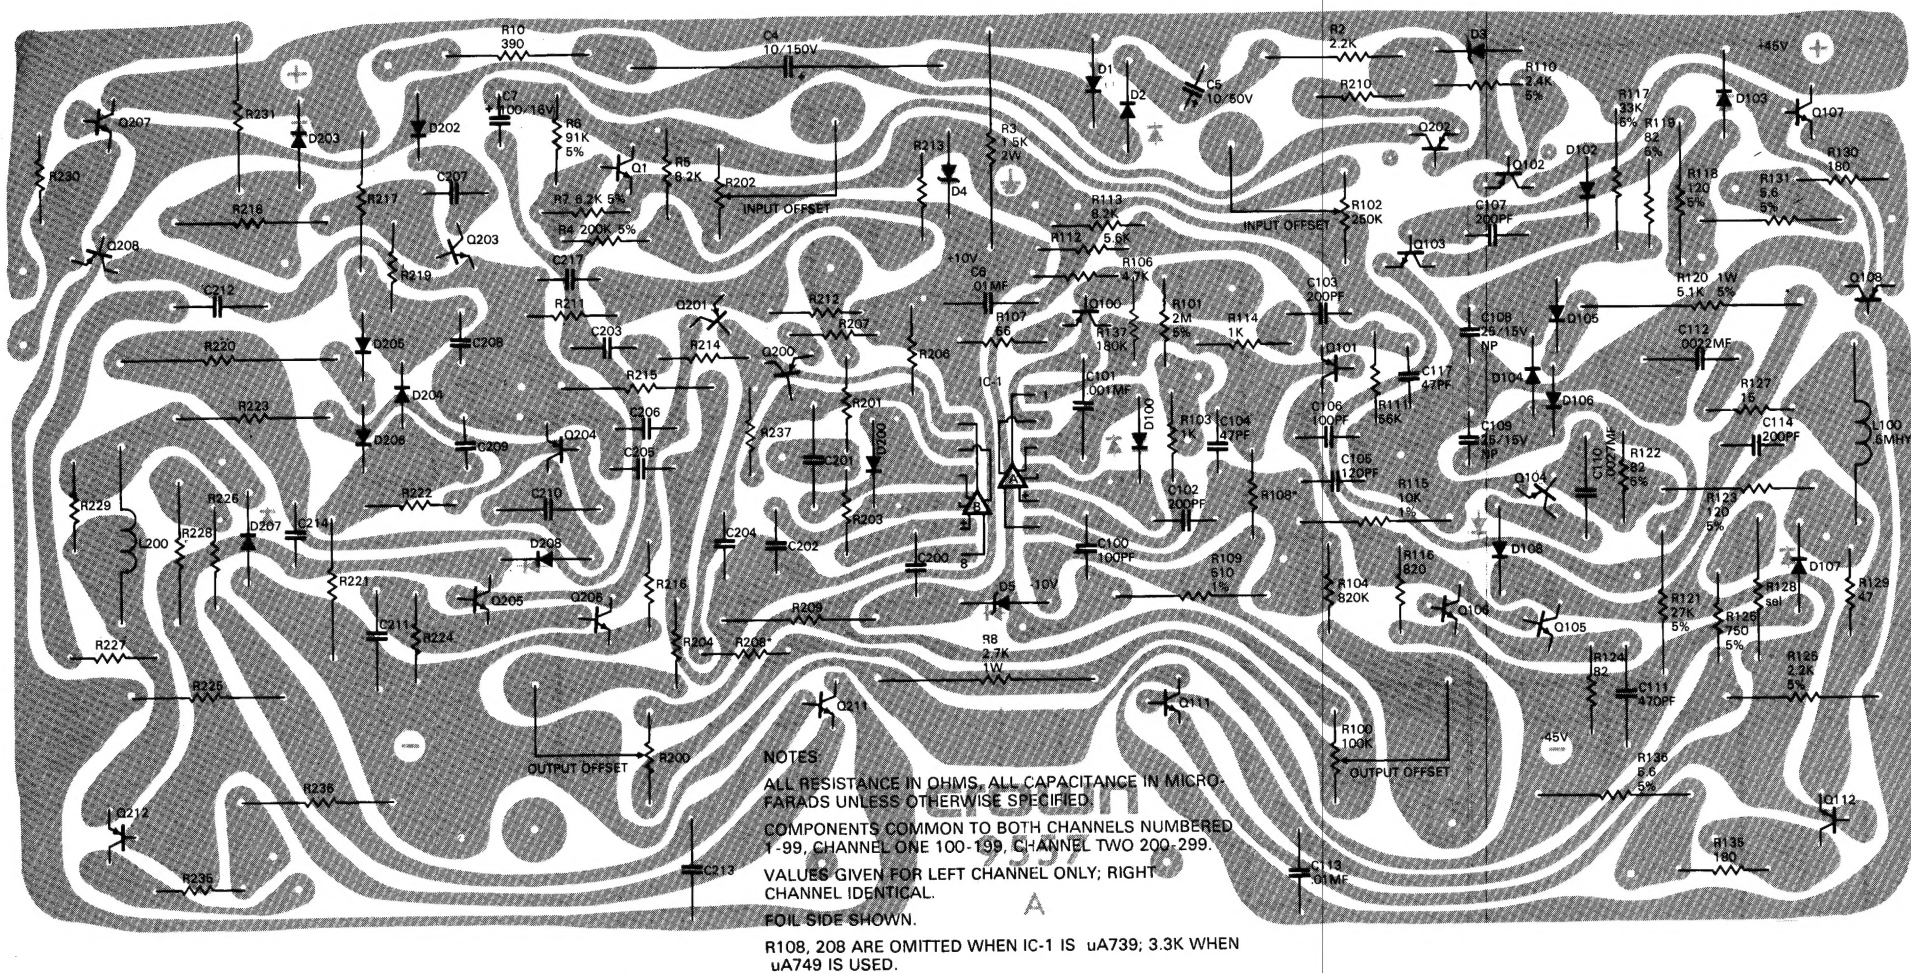 R10
390
C4
10/150V
+
R2
2.2K
D3
+45V
+
+
D1
D2
C5
10/50V
R210
R110
2.4K
5%
R117
33K
5%
R119
82
5%
D103
Q107
Q207
R231
D203
D202
C7
+ 100/16V
R6
91K
5%
Q1
R5
8.2K
R213
D4
R3
1.5K
2W
Q202
Q102
D102
R118
120
5%
R131
5.6
5%
R130
180
R230
R218
R217
C207
R7 6.2K 5%
R4 200K 5%
R202
INPUT OFFSET
R113
8.2K
R112
5.6K
INPUT OFFSET
R102
250K
C107
200PF
Q103
Q208
R219
Q203
C217
+10V
C6
.01MF
R106
4.7K
C103
200PF
R120
5.1K
1W
5%
Q108
C212
R211
Q201
R212
R207
R107
56
Q100
R137
180K
R101
2M
5%
R114
1K
C108
25/15V
NP
D105
C112
.0022MF
D205
C208
C203
R214
Q200
R206
Q101
R220
D204
R215
R201
IC-1
C101
.001MF
D100
R103
1K
C104
47PF
R111
56K
C117
47PF
D104
D106
R127
15
L100
.6MHY
R223
D206
C209
Q204
C206
C205
R237
C201
D200
1
A
B
8
C106
100PF
C105
120PF
C109
25/15V
NP
C114
200PF
C110
.0027MF
R122
82
5%
R229
L200
R228
R226
D207
C214
R222
C210
R203
C102
200PF
R108*
R115
10K
1%
Q104
R123
120
5%
D208
C204
C202
C200
C100
100PF
R109
510
1%
D108
D107
R221
Q205
Q206
R216
D5
-10V
R104
820K
R116
820
Q106
Q105
R121
27K
5%
R126
750
5%
R128
sel
R129
47
C211
R224
R204
R209
R208*
R8
2.7K
1W
R227
R225
R124
82
C111
470PF
R125
2.2K
5%
Q211
Q111
OUTPUT OFFSET
R200
R100
100K
OUTPUT OFFSET
-45V
R136
5.6
5%
R236
Q212
R235
C213
C113
.01MF
Q112
R135
180
crown
7557
A
NOTES:
ALL RESISTANCE IN OHMS, ALL CAPACITANCE IN MICRO-
FARADS UNLESS OTHERWISE SPECIFIED.
COMPONENTS COMMON TO BOTH CHANNELS NUMBERED
1-99, CHANNEL ONE 100-199, CHANNEL TWO 200-299.
VALUES GIVEN FOR LEFT CHANNEL ONLY; RIGHT
CHANNEL IDENTICAL.
FOIL SIDE SHOWN.
R108, 208 ARE OMITTED WHEN IC-1 IS uA739; 3.3K WHEN
uA749 IS USED.